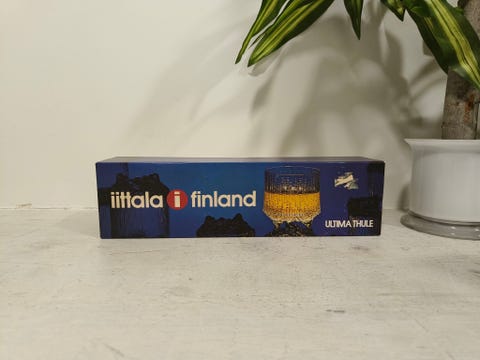 iittala i finland
ULTIMA THULE